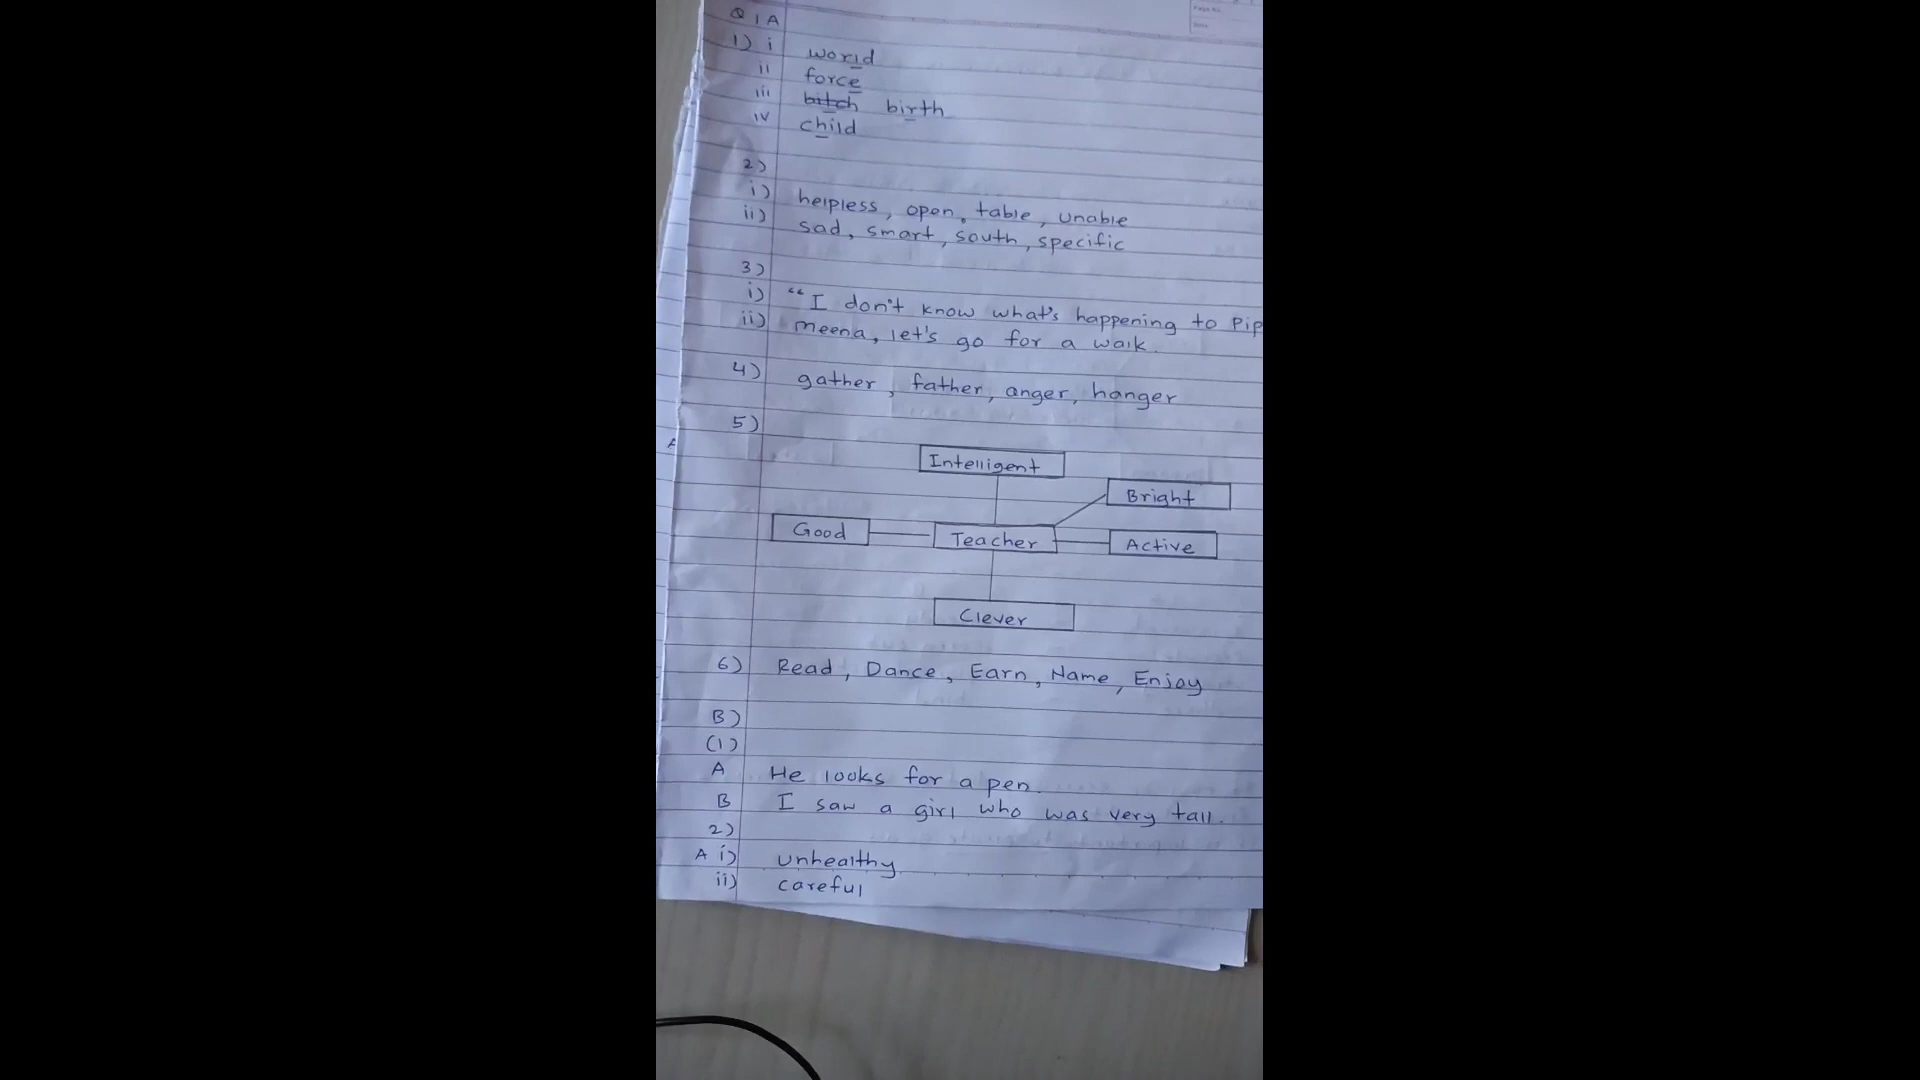 Q 1 A
1) i world
ii force
iii bitch birth
iv child
2)
i) helpless, open, table, unable
ii) sad, smart, south, specific
3)
i) “I don't know what's happening to Pip
ii) meena, let's go for a walk.
4) gather, father, anger, hanger
5)
Intelligent
Bright
Good Teacher Active
Clever
6) Read, Dance, Earn, Name, Enjoy
B)
(1)
A He looks for a pen.
B I saw a girl who was very tall.
2)
A i) unhealthy
ii) careful